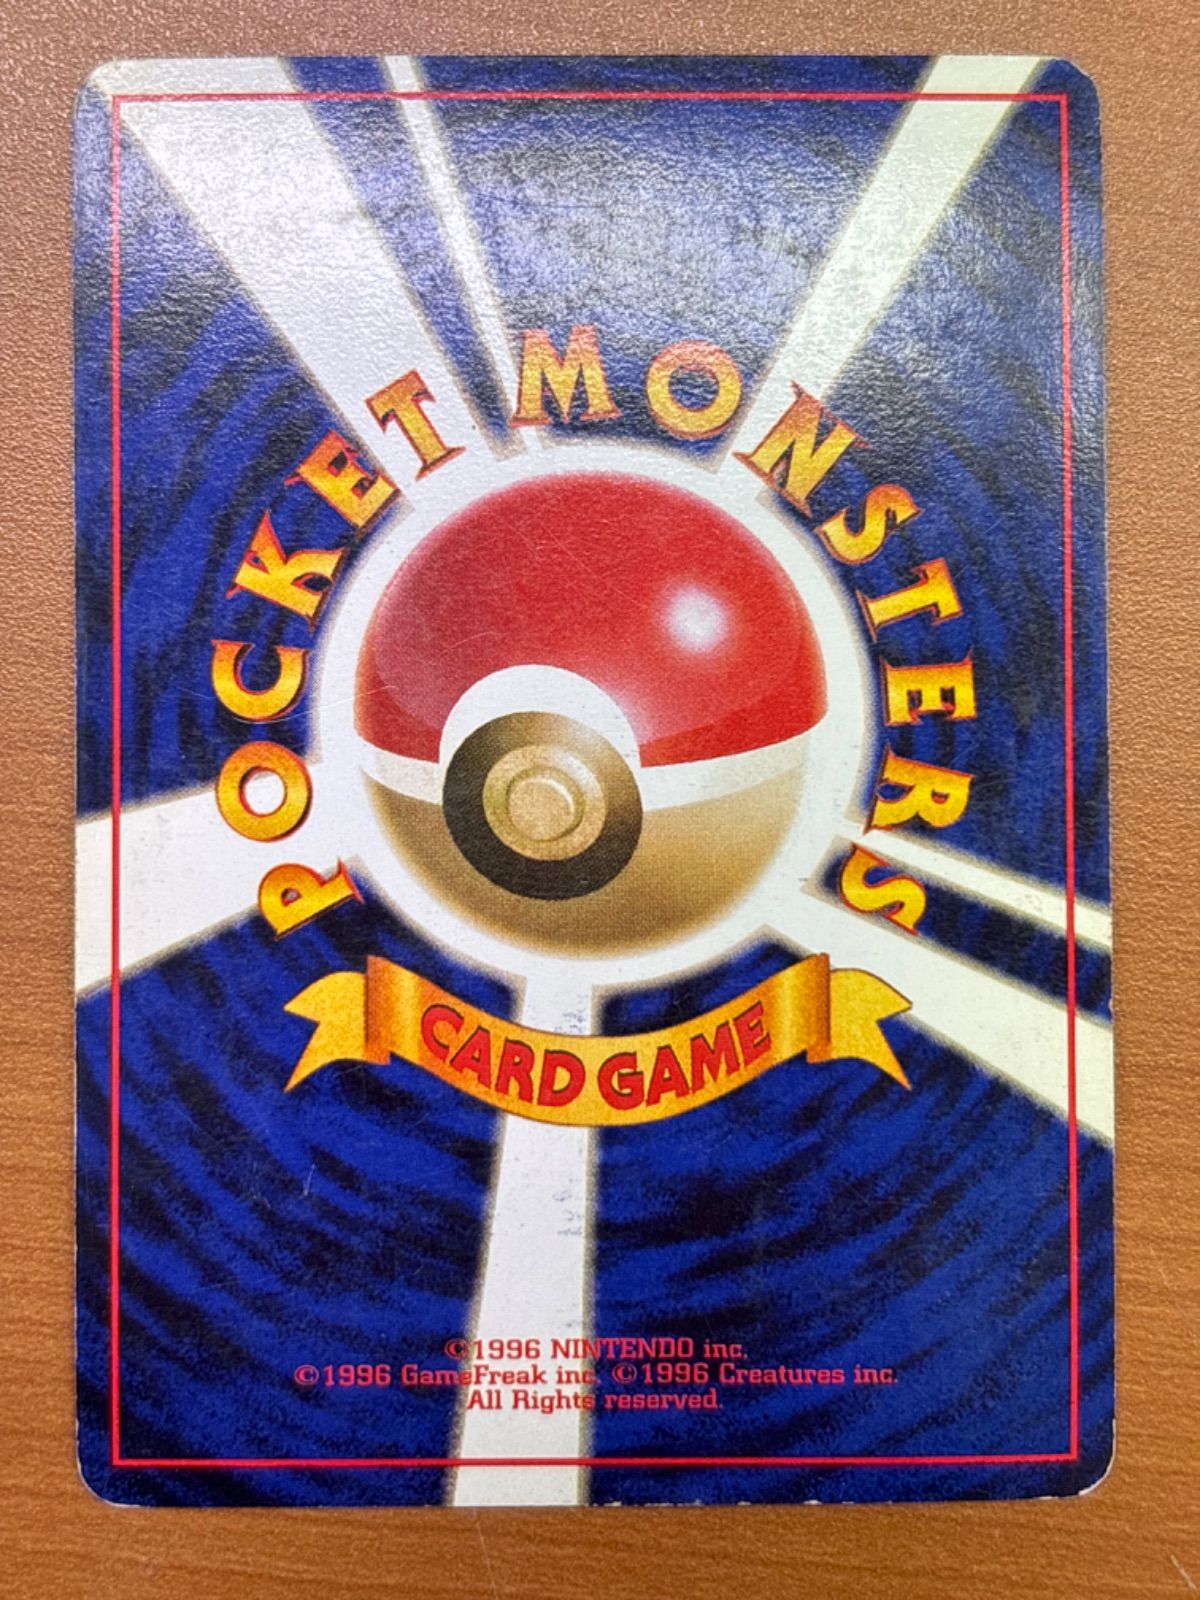 POCKET MONSTERS
CARD GAME
©1996 NINTENDO inc.
©1996 GameFreak inc. ©1996 Creatures inc.
All Rights reserved.